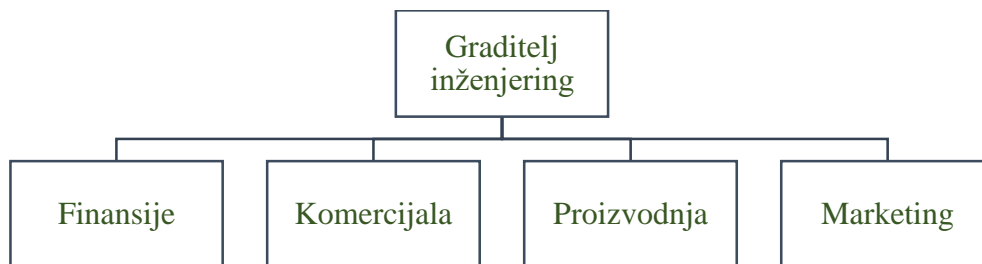 Graditelj
inženjering
Finansije
Komercijala
Proizvodnja
Marketing